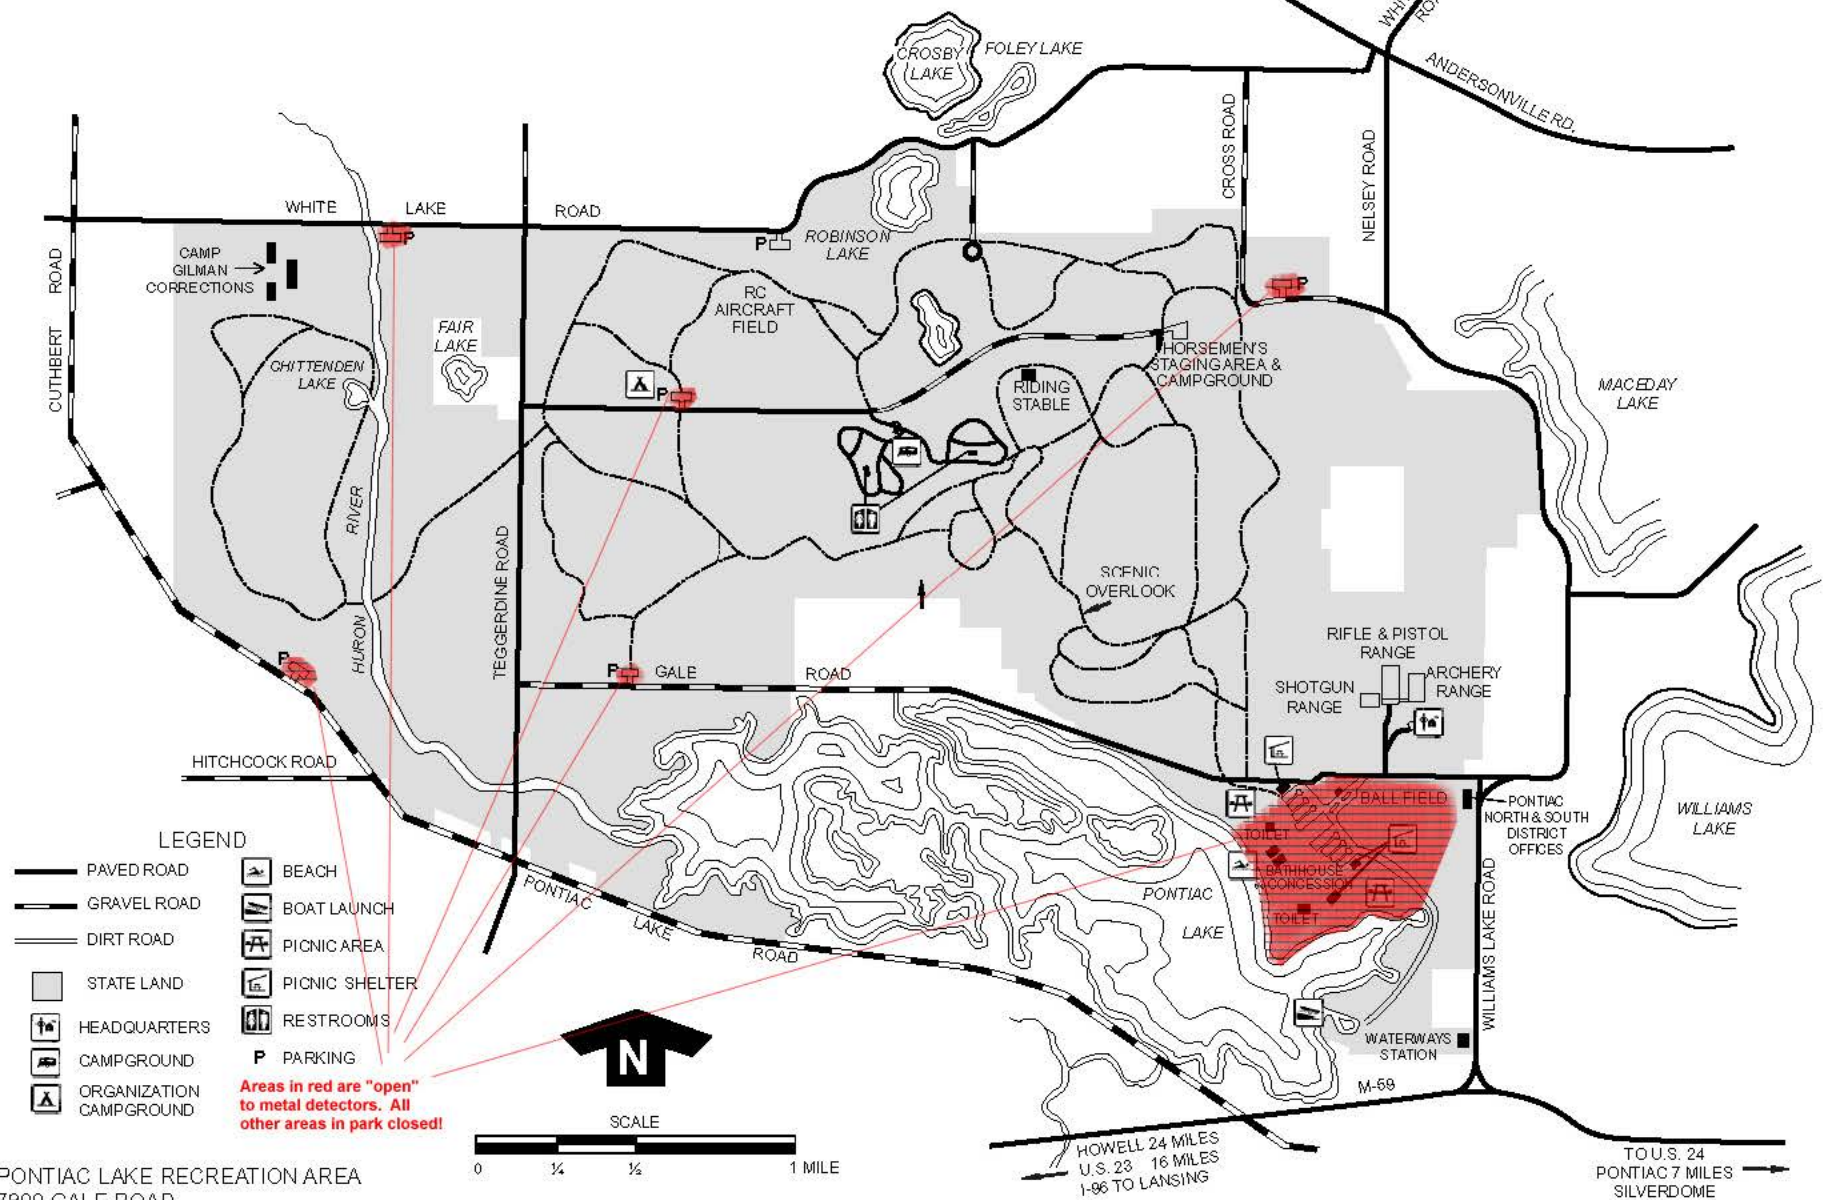 CROSBY
LAKE
FOLEY LAKE
ANDERSONVILLE RD.
CROSS ROAD
NELSEY ROAD
WHITE
LAKE
ROAD
CUTHBERT
ROAD
CAMP
GILMAN
CORRECTIONS
P
P
ROBINSON
LAKE
RC
AIRCRAFT
FIELD
P
FAIR
LAKE
CHITTENDEN
LAKE
P
HORSEMEN'S
STAGING AREA &
CAMPGROUND
RIDING
STABLE
MACEDAY
LAKE
RIVER
HURON
TEGGERDINE ROAD
SCENIC
OVERLOOK
RIFLE & PISTOL
RANGE
ARCHERY
RANGE
SHOTGUN
RANGE
P
P
GALE
ROAD
HITCHCOCK ROAD
BALL FIELD
PONTIAC
NORTH & SOUTH
DISTRICT
OFFICES
WILLIAMS
LAKE
TOILET
BATHHOUSE
& CONCESSION
TOILET
PONTIAC
LAKE
PONTIAC
LAKE
ROAD
WILLIAMS LAKE ROAD
WATERWAYS
STATION
M-59
LEGEND
PAVED ROAD
GRAVEL ROAD
DIRT ROAD
STATE LAND
HEADQUARTERS
CAMPGROUND
ORGANIZATION
CAMPGROUND
BEACH
BOAT LAUNCH
PICNIC AREA
PICNIC SHELTER
RESTROOMS
P PARKING
Areas in red are "open"
to metal detectors. All
other areas in park closed!
N
SCALE
0 ¼ ½ 1 MILE
HOWELL 24 MILES
U.S. 23 16 MILES
I-96 TO LANSING
TO U.S. 24
PONTIAC 7 MILES
SILVERDOME
PONTIAC LAKE RECREATION AREA
GALE ROAD